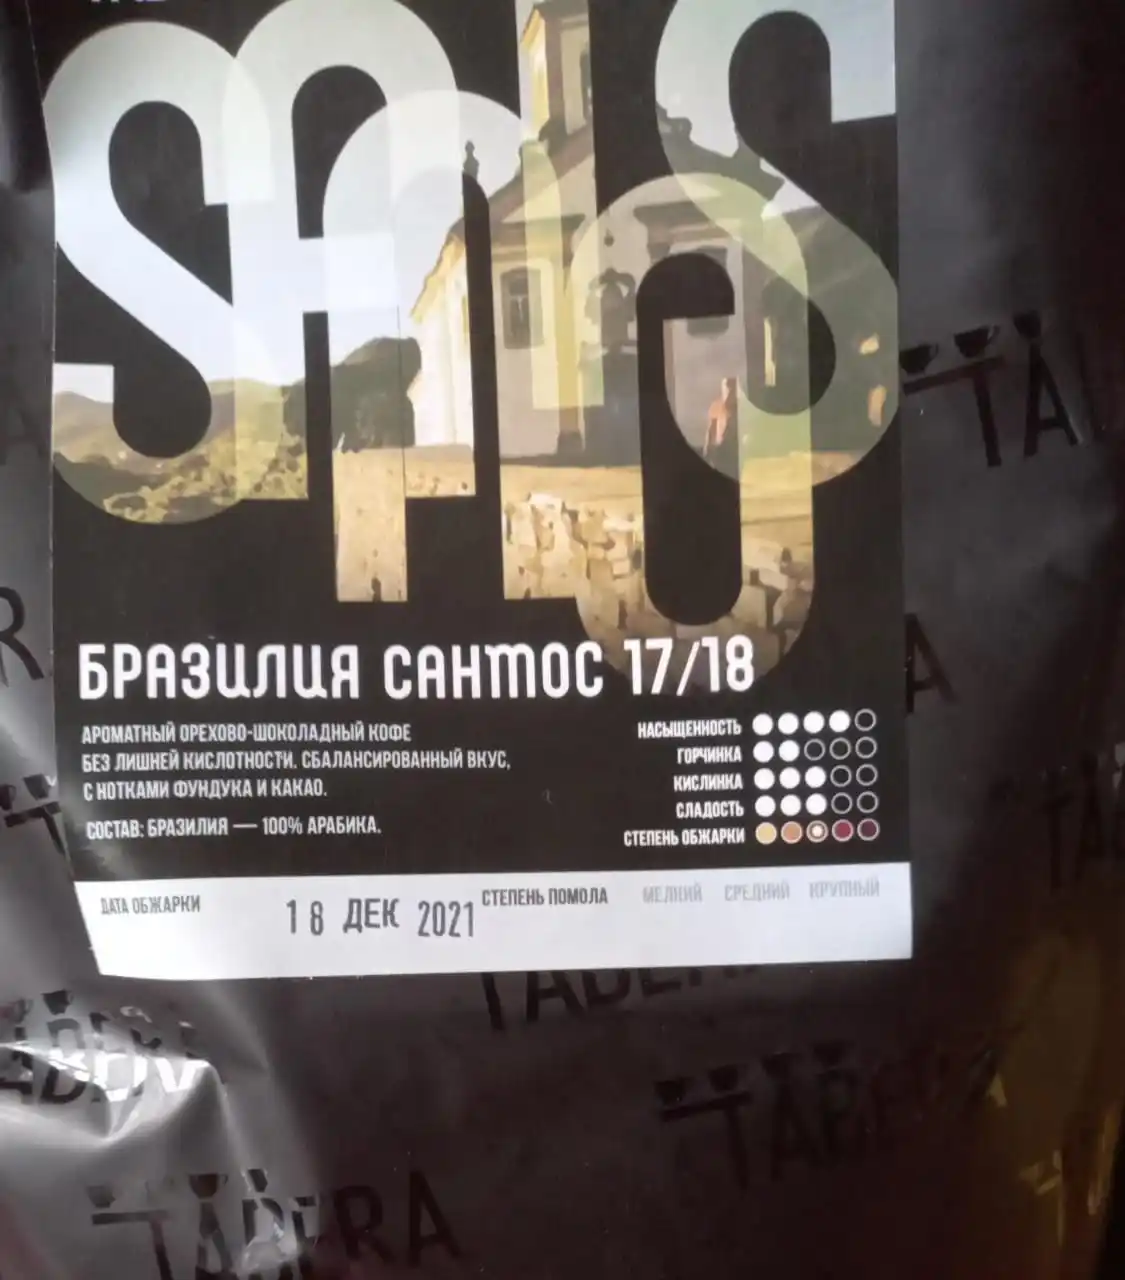 SANTOS
БРАЗИЛИЯ САНТОС 17/18
АРОМАТНЫЙ ОРЕХОВО-ШОКОЛАДНЫЙ КОФЕ
БЕЗ ЛИШНЕЙ КИСЛОТНОСТИ. СБАЛАНСИРОВАННЫЙ ВКУС,
С НОТКАМИ ФУНДУКА И КАКАО.
СОСТАВ: БРАЗИЛИЯ — 100% АРАБИКА.
НАСЫЩЕННОСТЬ
ГОРЧИНКА
КИСЛИНКА
СЛАДОСТЬ
СТЕПЕНЬ ОБЖАРКИ
ДАТА ОБЖАРКИ 18 ДЕК 2021 СТЕПЕНЬ ПОМОЛА МЕЛКИЙ СРЕДНИЙ КРУПНЫЙ
TABERA
TABERA